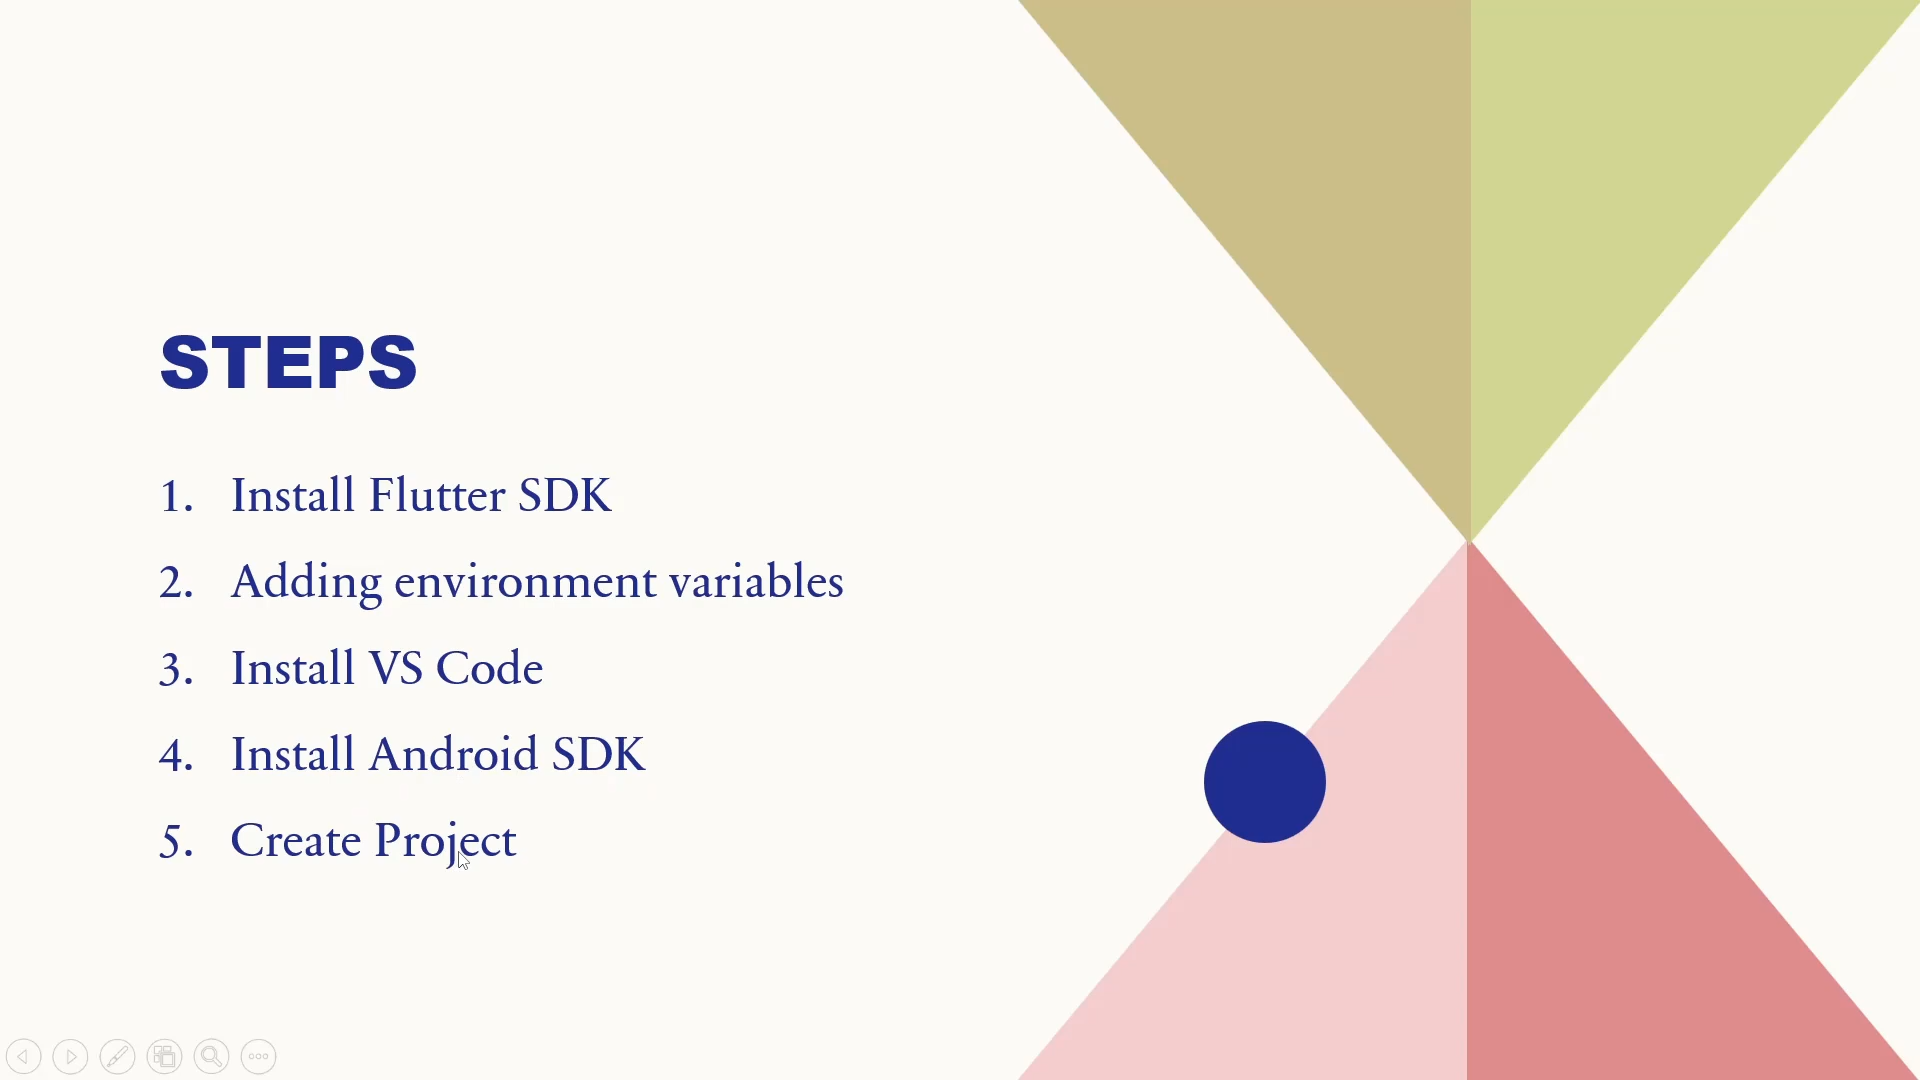 STEPS
1. Install Flutter SDK
2. Adding environment variables
3. Install VS Code
4. Install Android SDK
5. Create Project